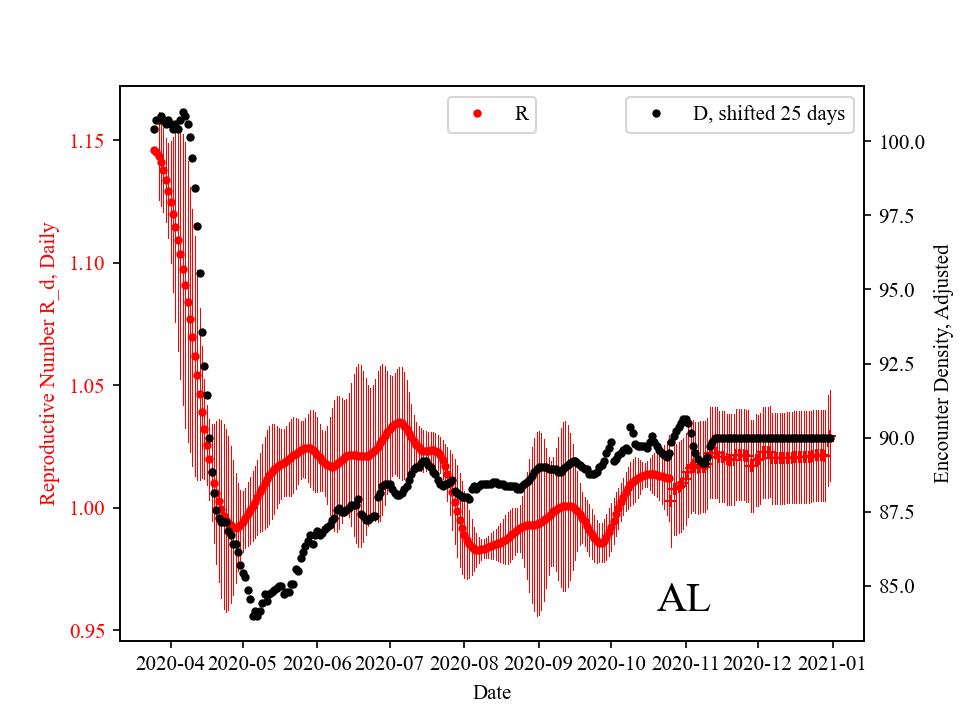 R
D, shifted 25 days
1.15
1.10
1.05
1.00
0.95
Reproductive Number R_d, Daily
100.0
97.5
95.0
92.5
90.0
87.5
85.0
Encounter Density, Adjusted
AL
2020-04 2020-05 2020-06 2020-07 2020-08 2020-09 2020-10 2020-11 2020-12 2021-01
Date